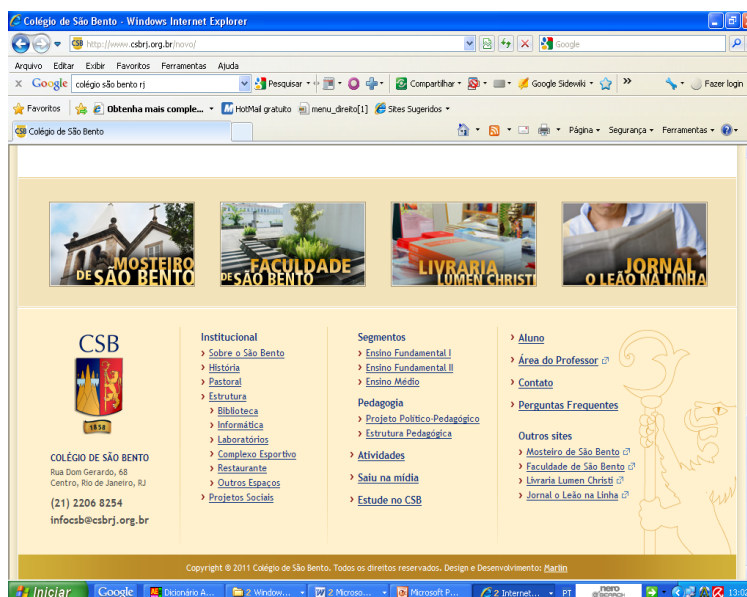 Colégio de São Bento - Windows Internet Explorer
http://www.csbrj.org.br/novo/
Google
Arquivo Editar Exibir Favoritos Ferramentas Ajuda
x Google colégio são bento rj Pesquisar Compartilhar Google Sidewiki » Fazer login
Favoritos Obtenha mais comple... HotMail gratuito menu_direito[1] Sites Sugeridos
CSB Colégio de São Bento Página Segurança Ferramentas
MOSTEIRO
DE SÃO BENTO
FACULDADE
DE SÃO BENTO
LIVRARIA
LUMEN CHRISTI
JORNAL
O LEÃO NA LINHA
CSB
1858
COLÉGIO DE SÃO BENTO
Rua Dom Gerardo, 68
Centro, Rio de Janeiro, RJ
(21) 2206 8254
infocsb@csbrj.org.br
Institucional
Sobre o São Bento
História
Pastoral
Estrutura
Biblioteca
Informática
Laboratórios
Complexo Esportivo
Restaurante
Outros Espaços
Projetos Sociais
Segmentos
Ensino Fundamental I
Ensino Fundamental II
Ensino Médio
Pedagogia
Projeto Político-Pedagógico
Estrutura Pedagógica
Atividades
Saiu na mídia
Estude no CSB
Aluno
Área do Professor
Contato
Perguntas Frequentes
Outros sites
Mosteiro de São Bento
Faculdade de São Bento
Livraria Lumen Christi
Jornal o Leão na Linha
Copyright © 2011 Colégio de São Bento. Todos os direitos reservados. Design e Desenvolvimento: Marlin
Iniciar Google Dicionário A... 2 Window... 2 Microso... Microsoft P... 2 Internet... PT nero SEARCH 13:02